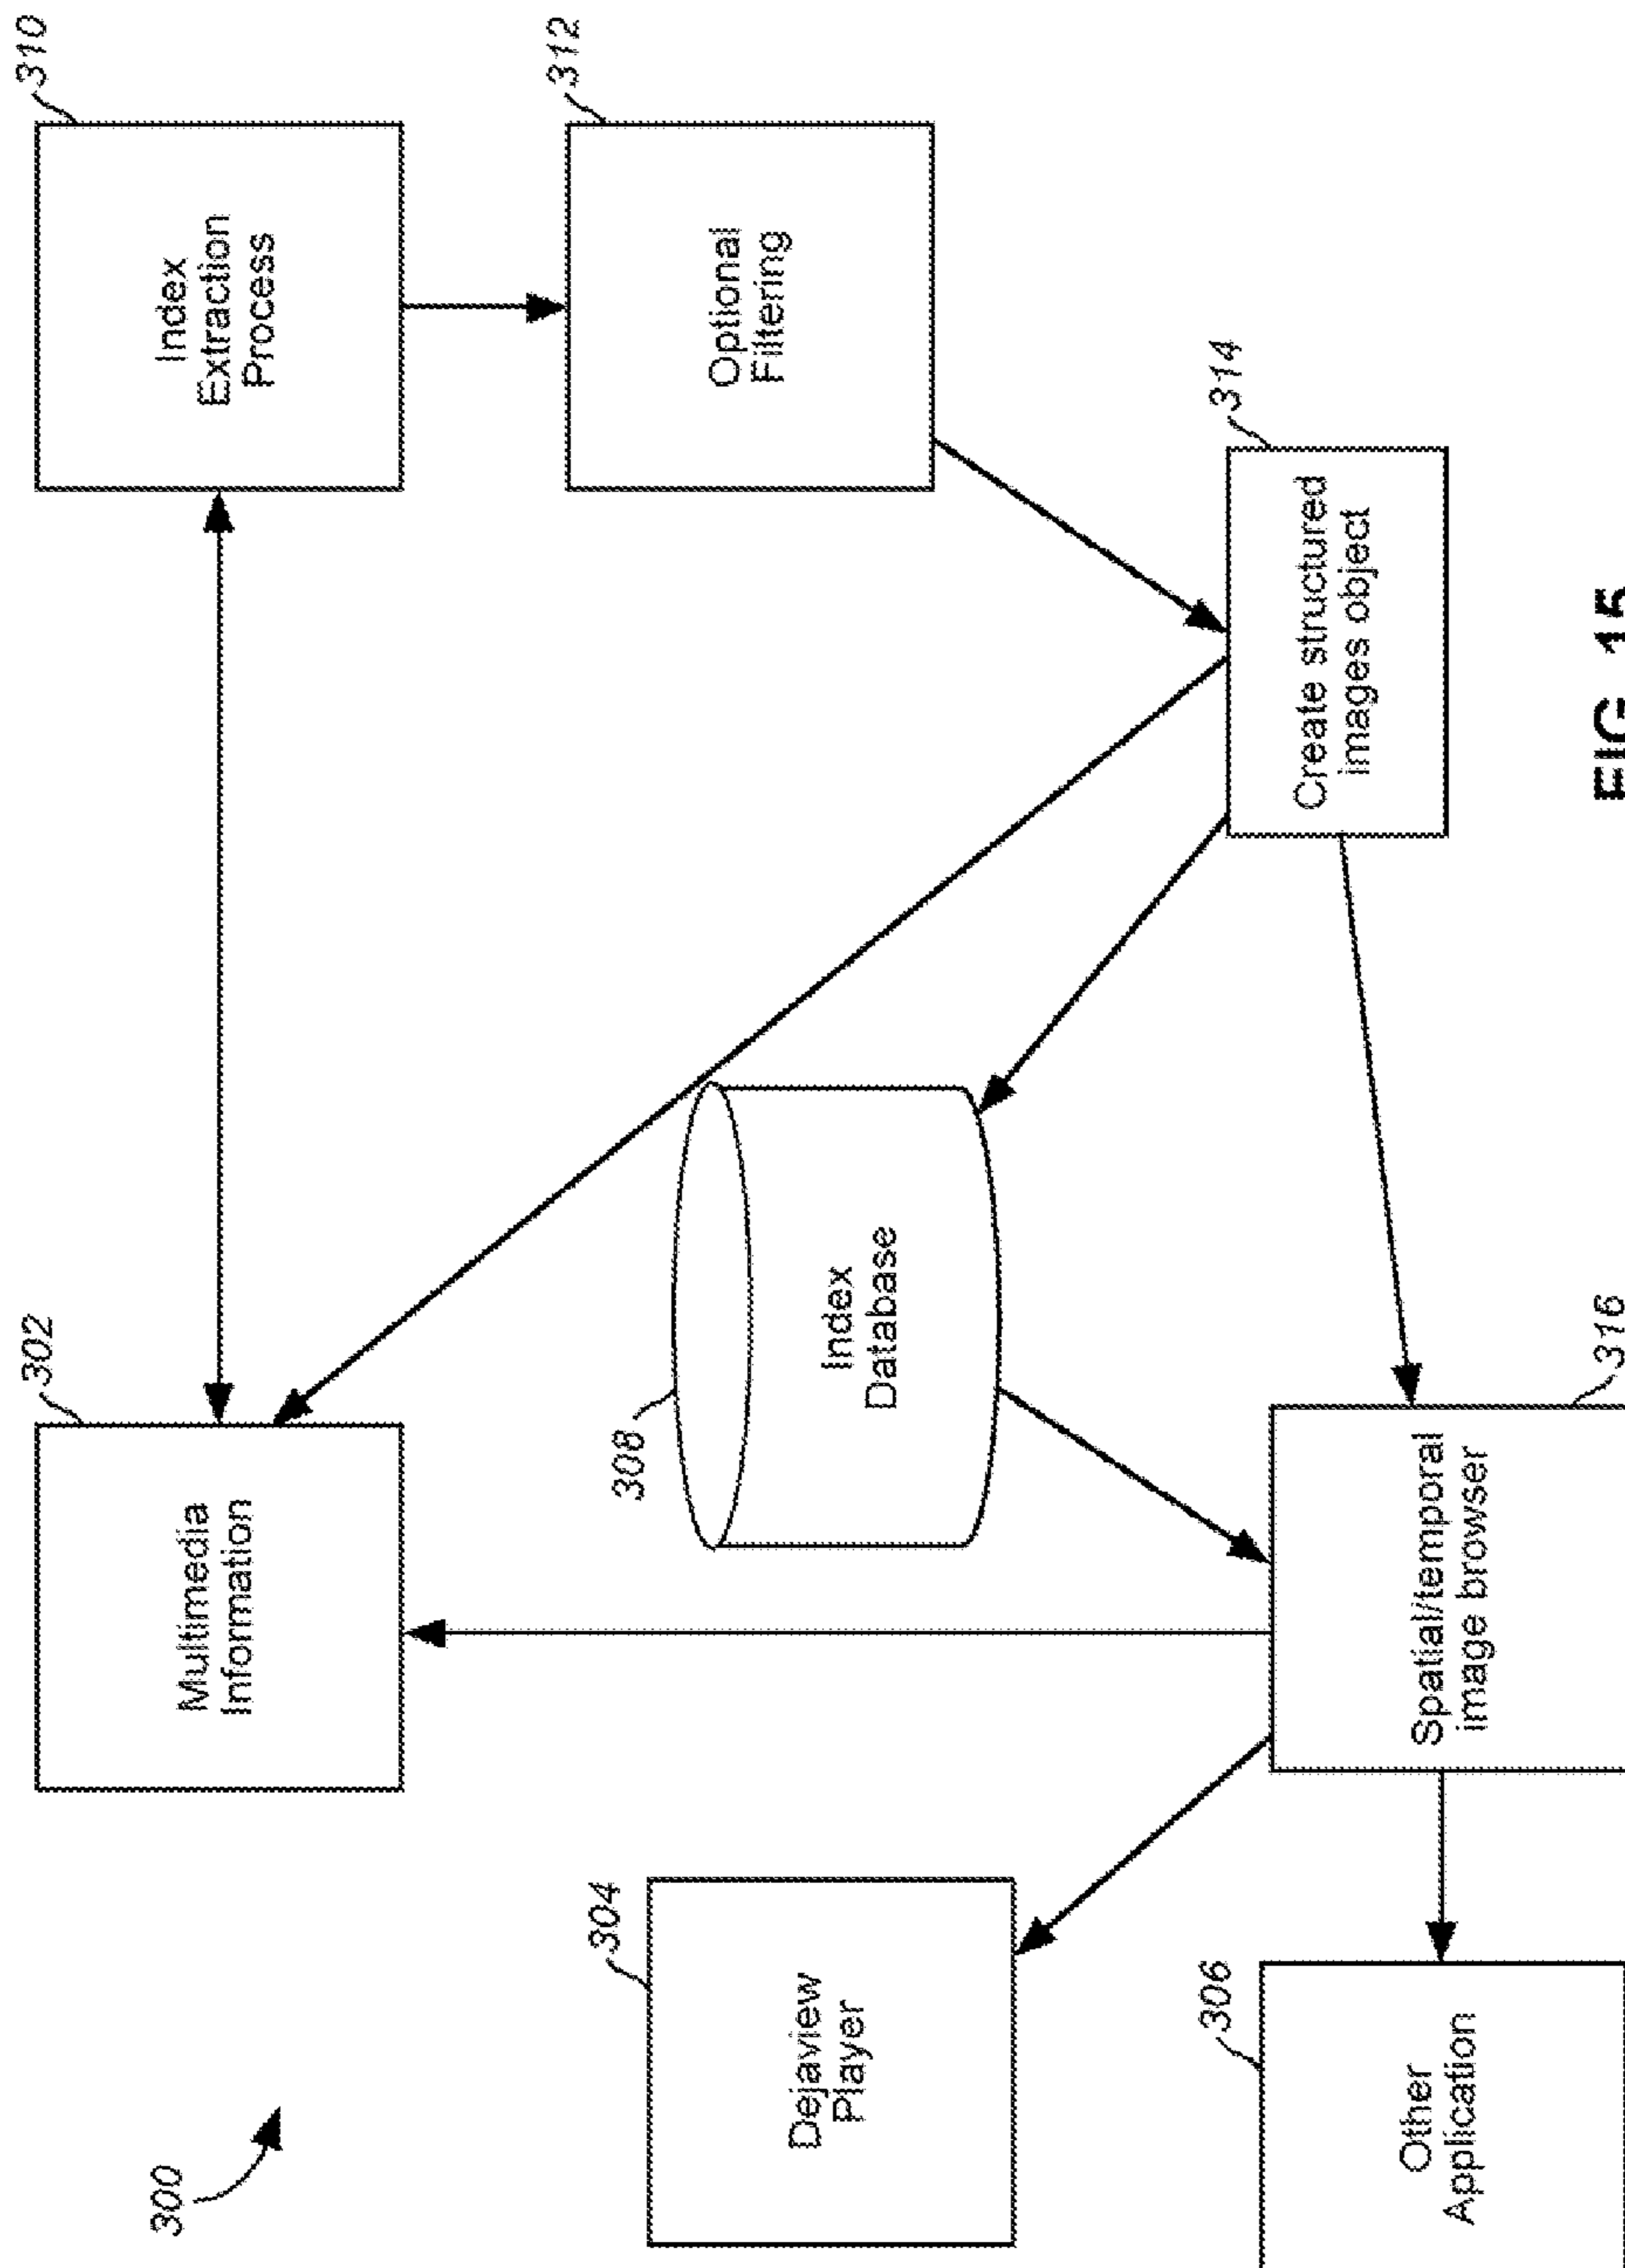 300
302
Multimedia
Information
310
Index
Extraction
Process
304
Dejaview
Player
308
Index
Database
312
Optional
Filtering
306
Other
Application
Spatial/temporal
image browser
316
314
Create structured
images object
FIG. 15